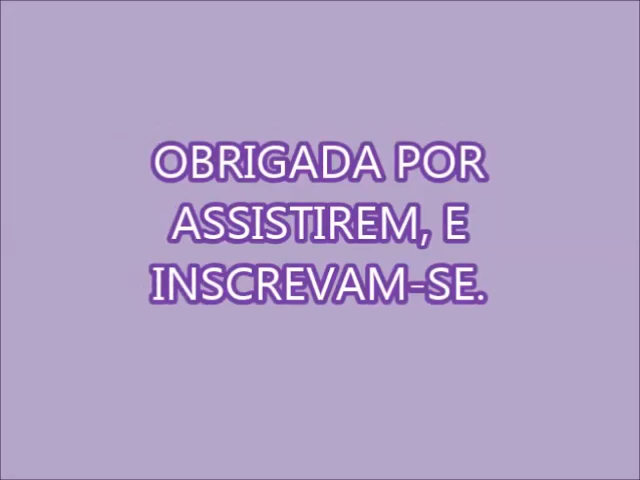 OBRIGADA POR
ASSISTIREM, E
INSCREVAM-SE.